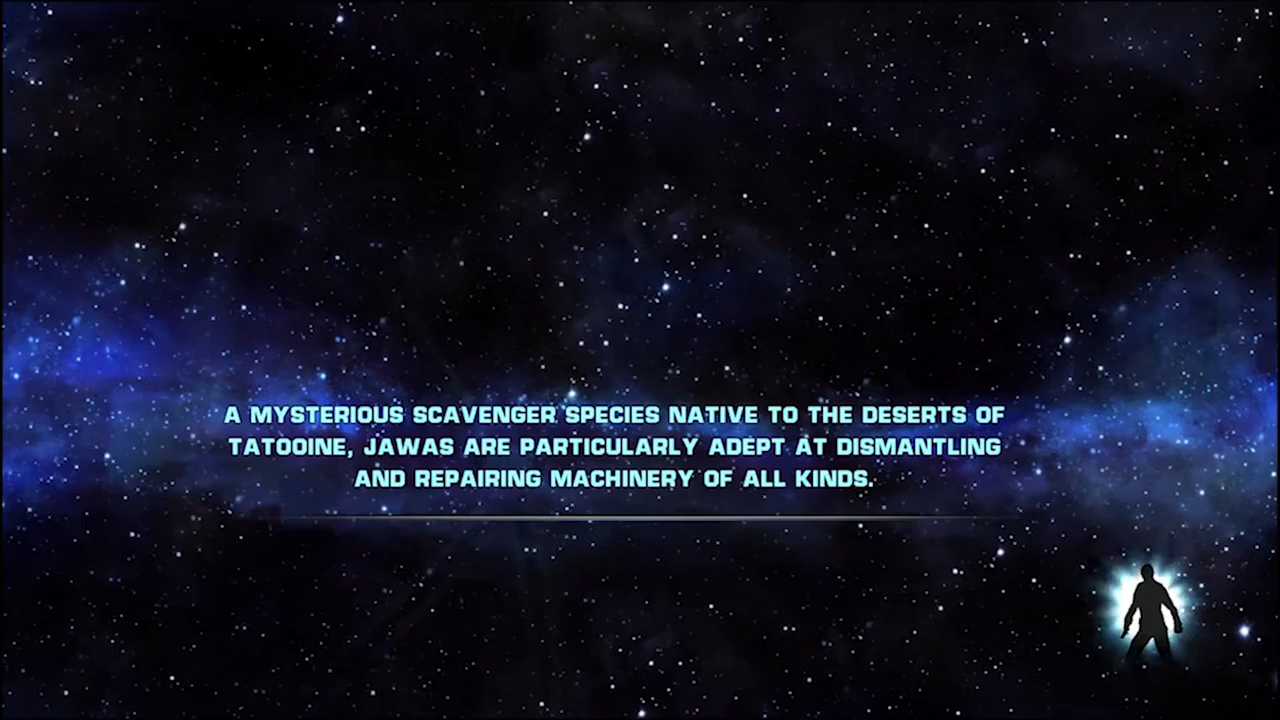 A MYSTERIOUS SCAVENGER SPECIES NATIVE TO THE DESERTS OF
TATOOINE, JAWAS ARE PARTICULARLY ADEPT AT DISMANTLING
AND REPAIRING MACHINERY OF ALL KINDS.